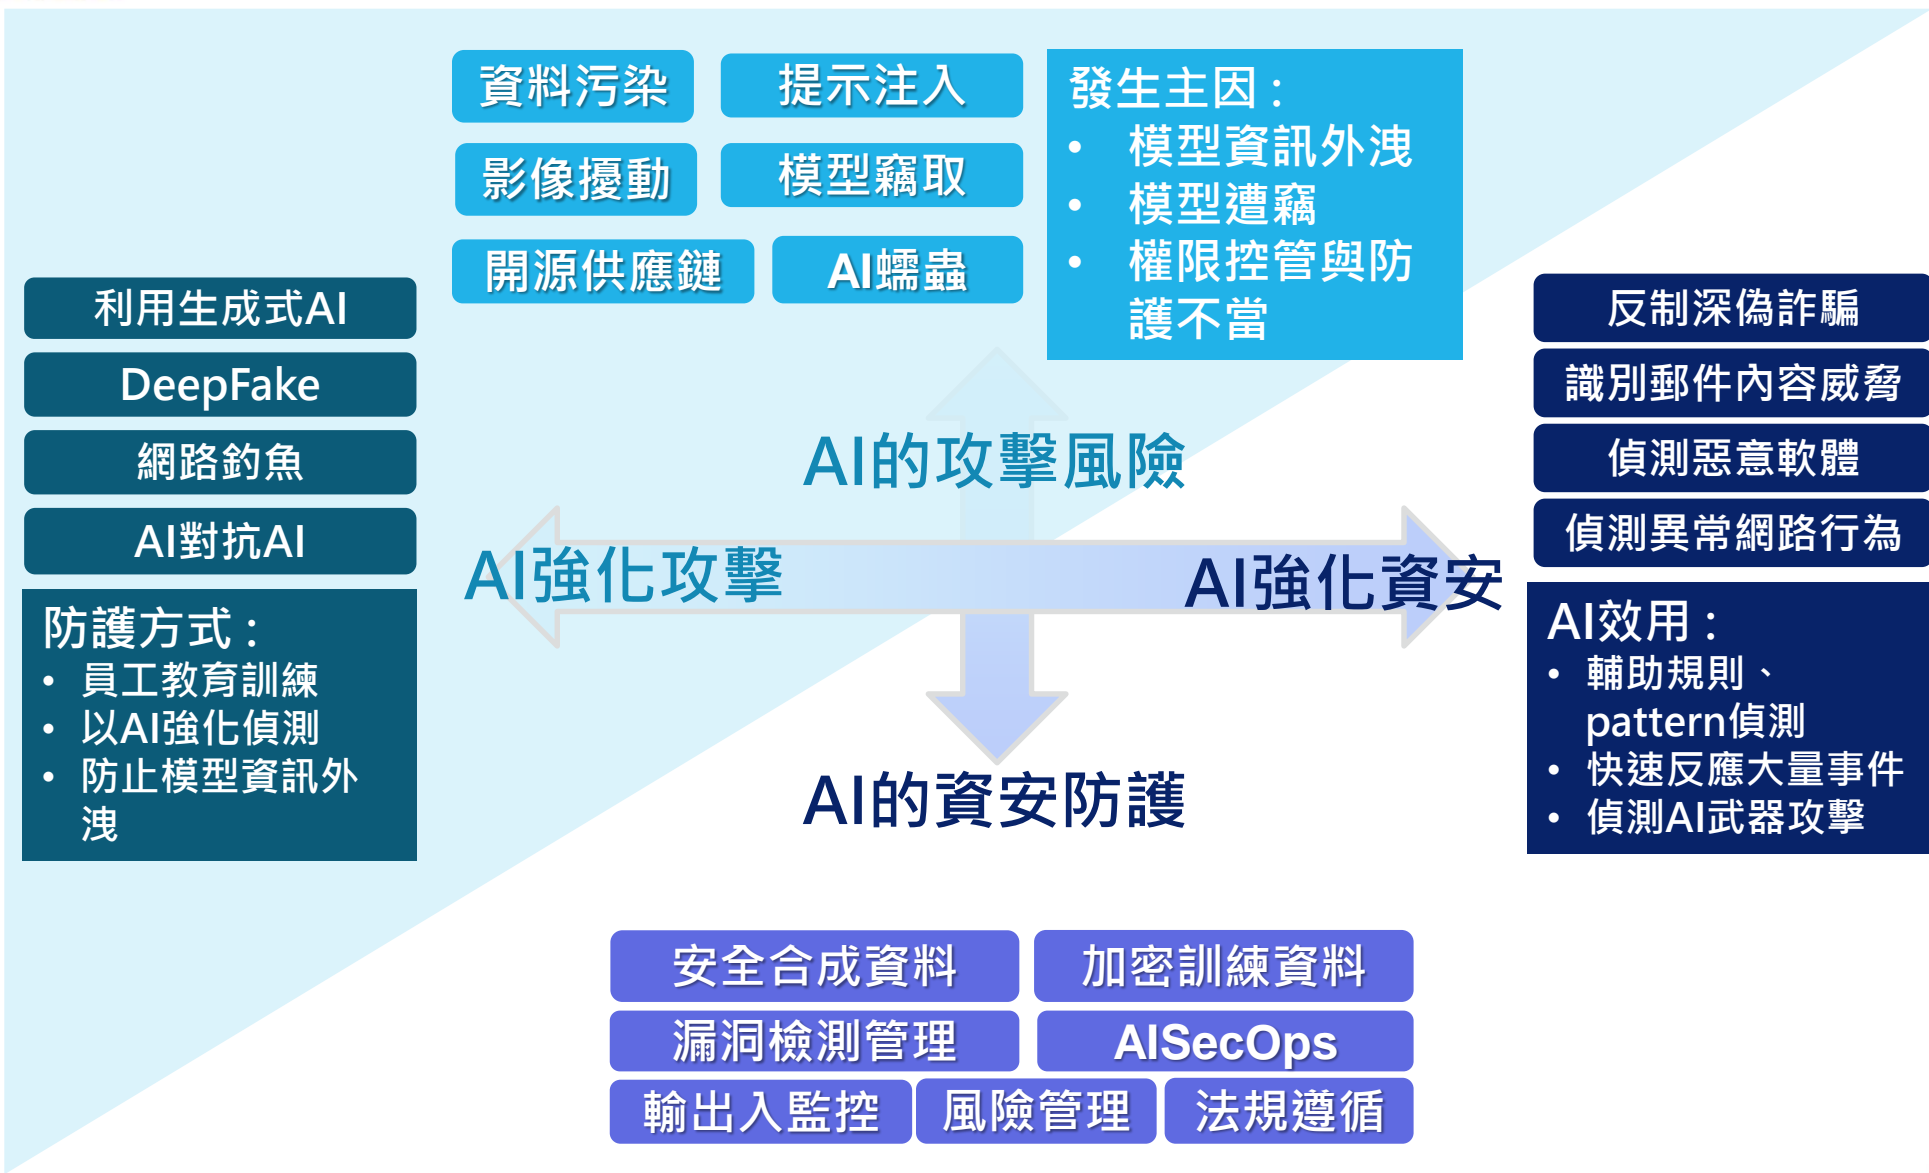 資料污染
提示注入
影像擾動
模型竊取
開源供應鏈
AI蠕蟲
發生主因：
• 模型資訊外洩
• 模型遭竊
• 權限控管與防
護不當
利用生成式AI
DeepFake
網路釣魚
AI對抗AI
防護方式：
• 員工教育訓練
• 以AI強化偵測
• 防止模型資訊外
洩
AI的攻擊風險
AI強化攻擊
AI強化資安
AI的資安防護
反制深偽詐騙
識別郵件內容威脅
偵測惡意軟體
偵測異常網路行為
AI效用：
• 輔助規則、
pattern偵測
• 快速反應大量事件
• 偵測AI武器攻擊
安全合成資料
加密訓練資料
漏洞檢測管理
AISecOps
輸出入監控
風險管理
法規遵循